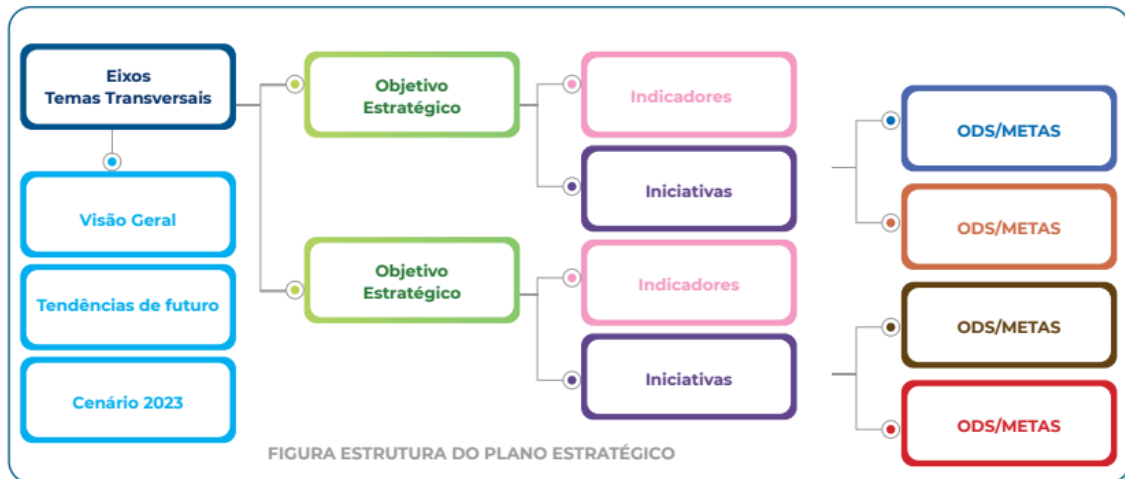 Eixos
Temas Transversais
Visão Geral
Tendências de futuro
Cenário 2023
Objetivo
Estratégico
Objetivo
Estratégico
Indicadores
Iniciativas
Indicadores
Iniciativas
ODS/METAS
ODS/METAS
ODS/METAS
ODS/METAS
FIGURA ESTRUTURA DO PLANO ESTRATÉGICO